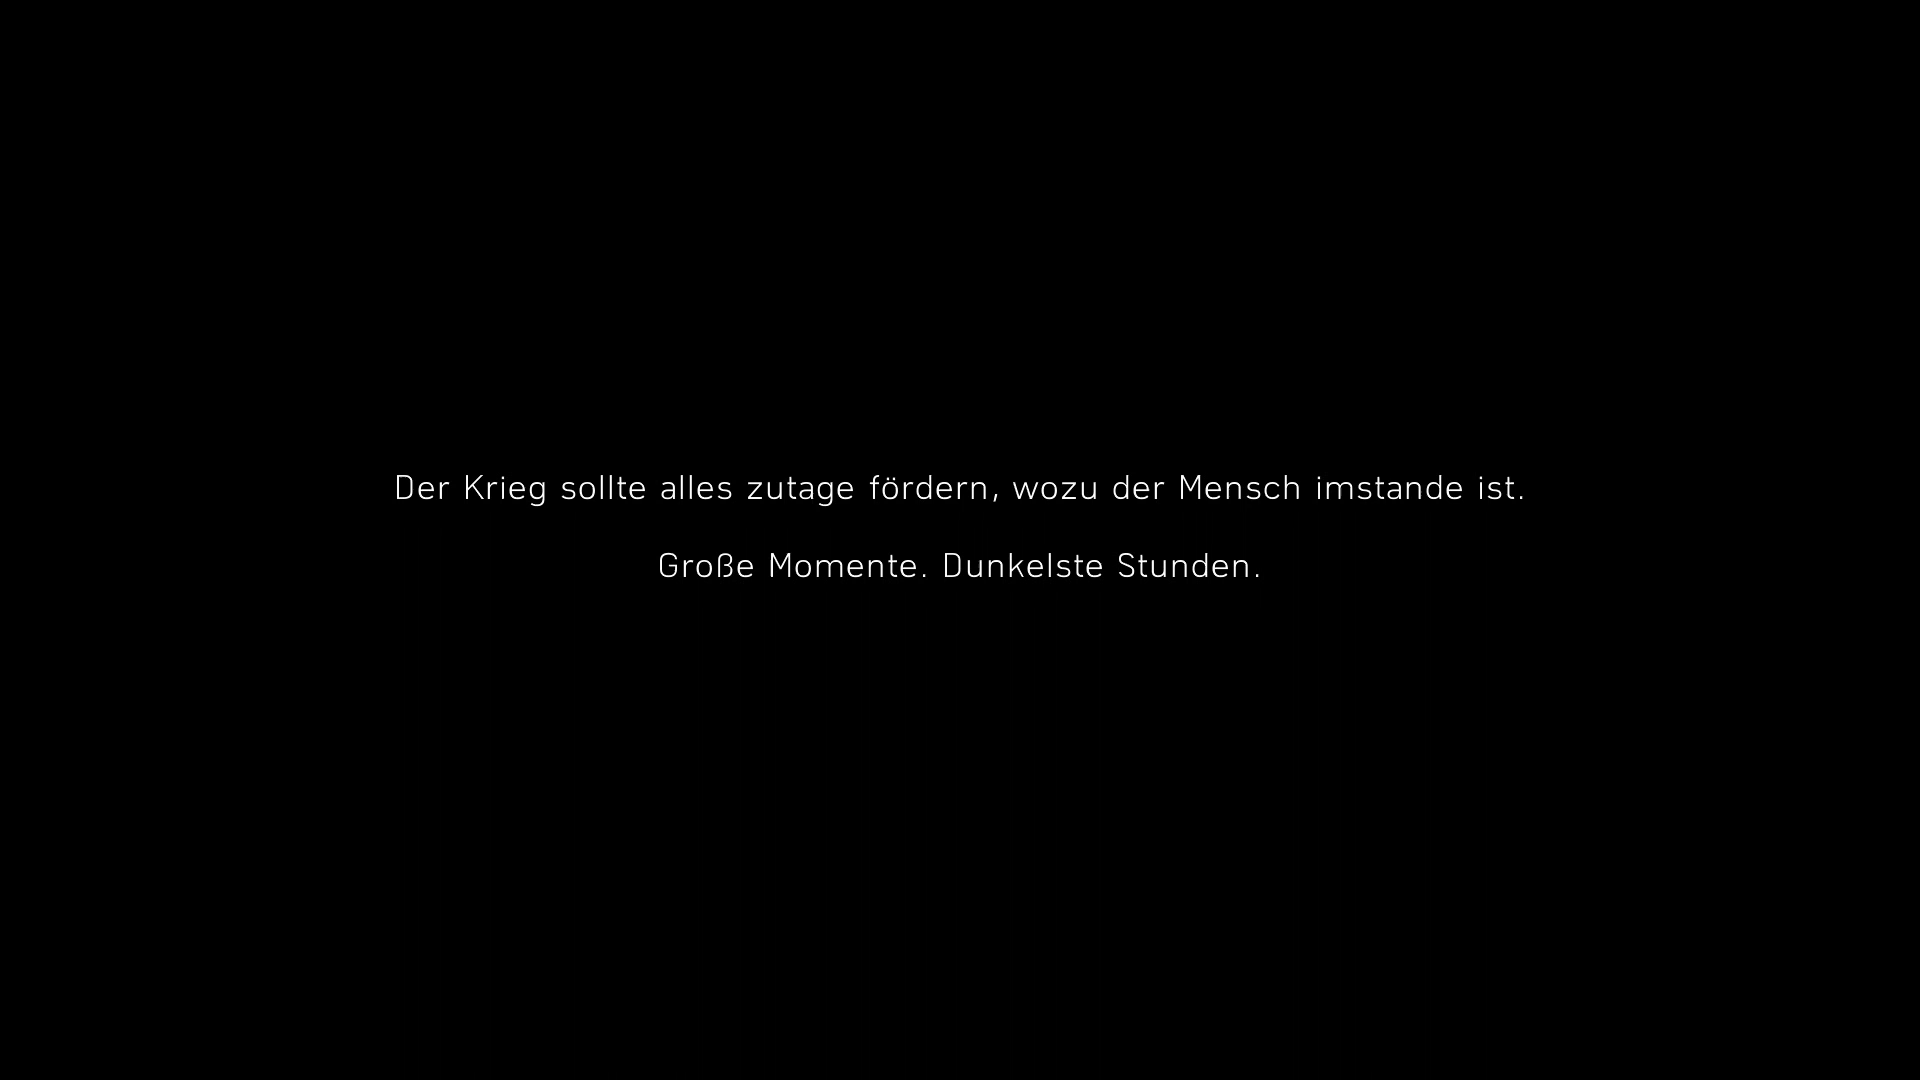 Der Krieg sollte alles zutage fördern, wozu der Mensch imstande ist.
Große Momente. Dunkelste Stunden.